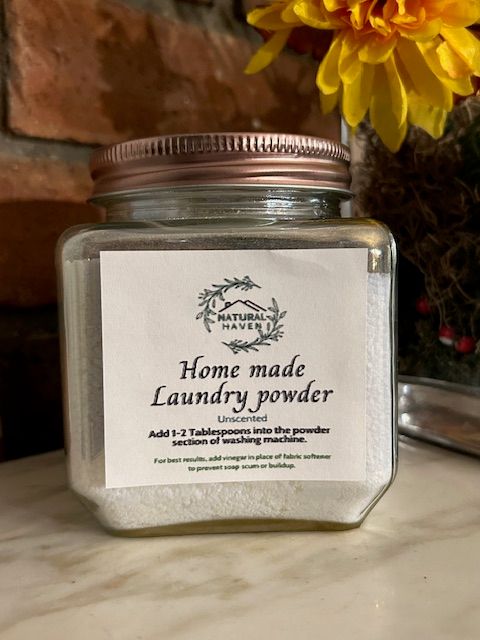 NATURAL
HAVEN
Home made
Laundry powder
Unscented
Add 1-2 Tablespoons into the powder
section of washing machine.
For best results, add vinegar in place of fabric softener
to prevent soap scum or buildup.